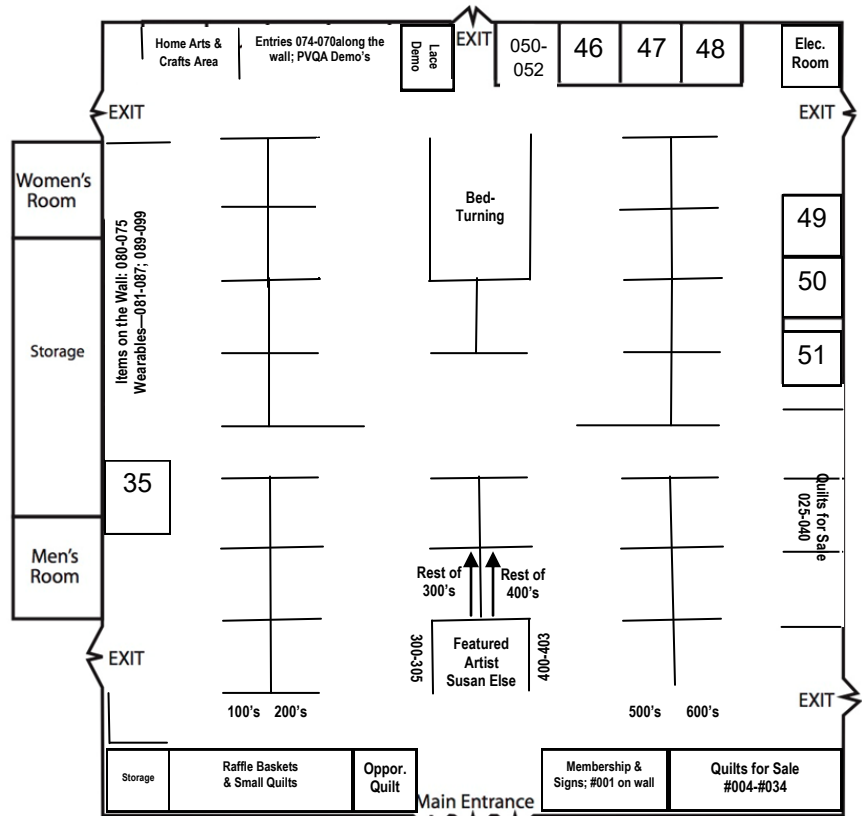 Home Arts &
Crafts Area
Entries 074-070along the
wall; PVQA Demo's
Lace
Demo
EXIT
050-
052
46
47
48
Elec.
Room
EXIT
EXIT
Women's
Room
Bed-
Turning
49
Items on the Wall: 080-075
Wearables—081-087; 089-099
50
Storage
51
35
Quilts for Sale
025-040
Men's
Room
Rest of
300's
Rest of
400's
300-305
Featured
Artist
Susan Else
400-403
EXIT
EXIT
100's 200's
500's 600's
Storage
Raffle Baskets
& Small Quilts
Oppor.
Quilt
Main Entrance
Membership &
Signs; #001 on wall
Quilts for Sale
#004-#034